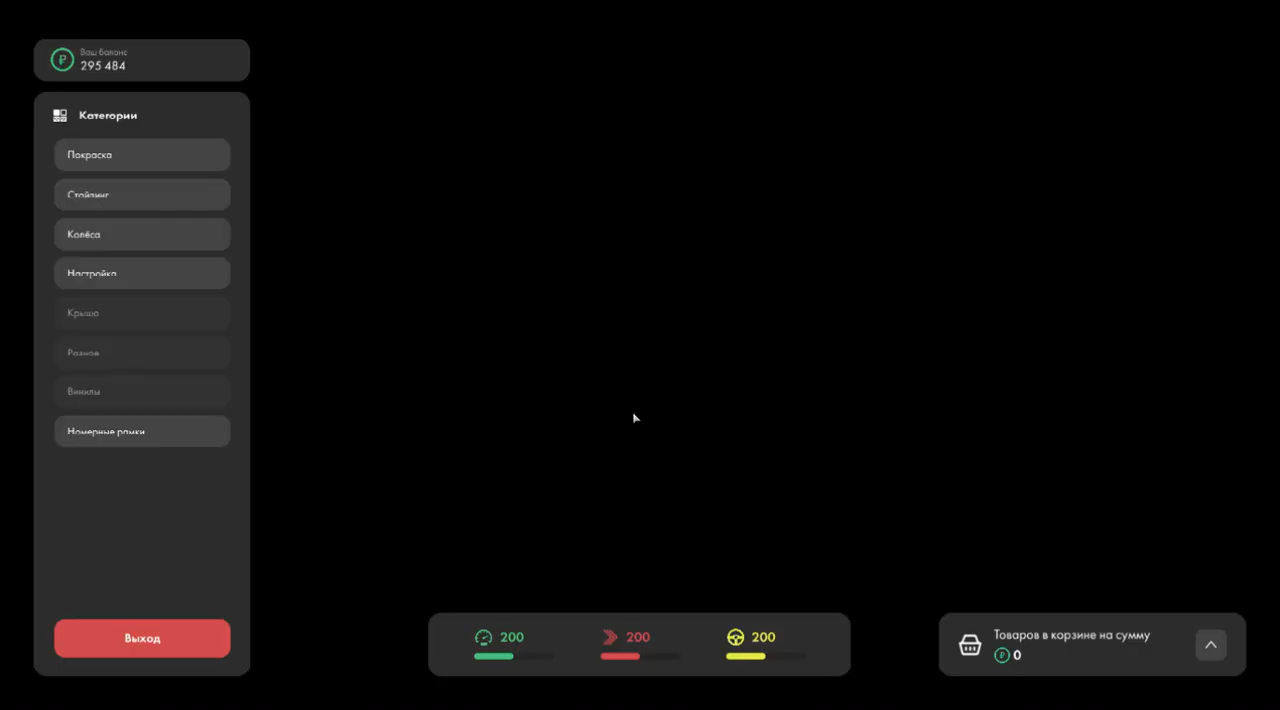 Ваш баланс
295 484
Категории
Покраска
Стайлинг
Колёса
Настройка
Крыша
Разное
Винилы
Номерные рамки
Выход
200
200
200
Товаров в корзине на сумму
0